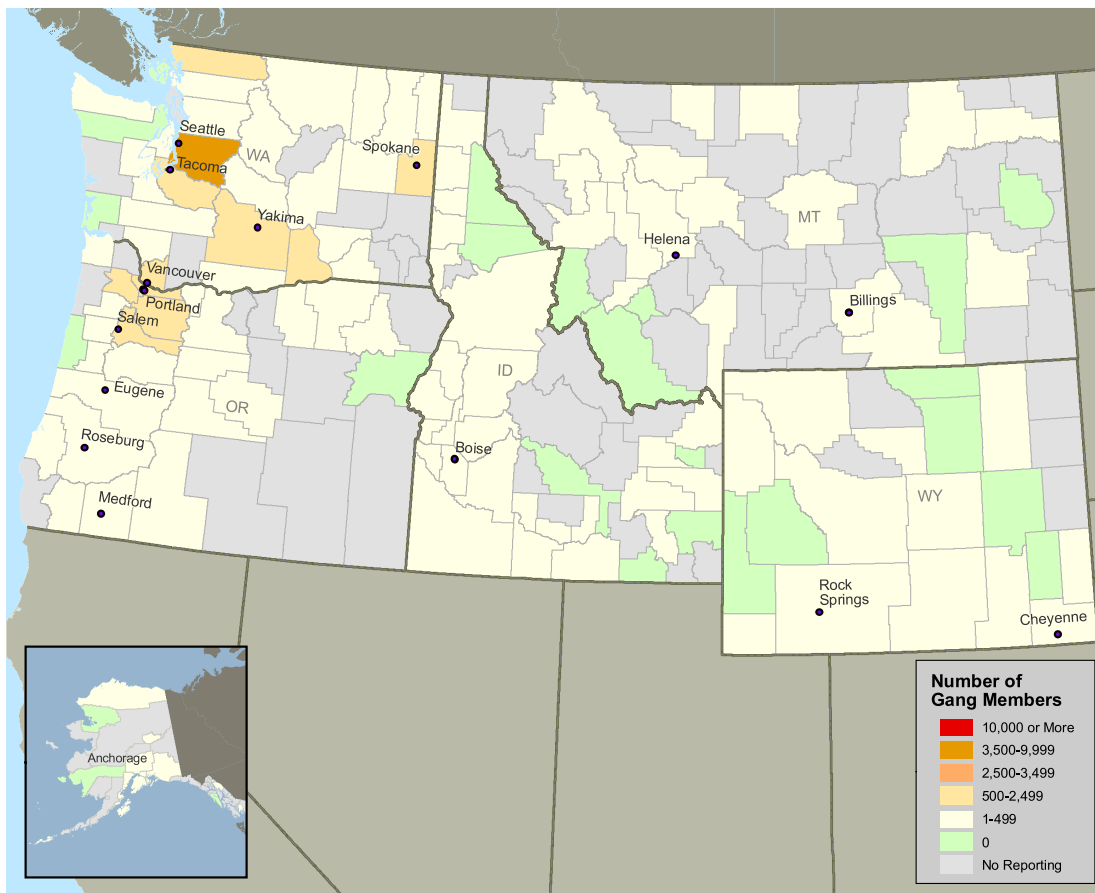 Seattle
WA
Spokane
Tacoma
Yakima
MT
Helena
Vancouver
Portland
Billings
Salem
ID
Eugene
OR
Roseburg
Boise
Medford
WY
Rock
Springs
Cheyenne
Anchorage
Number of
Gang Members
10,000 or More
3,500-9,999
2,500-3,499
500-2,499
1-499
0
No Reporting